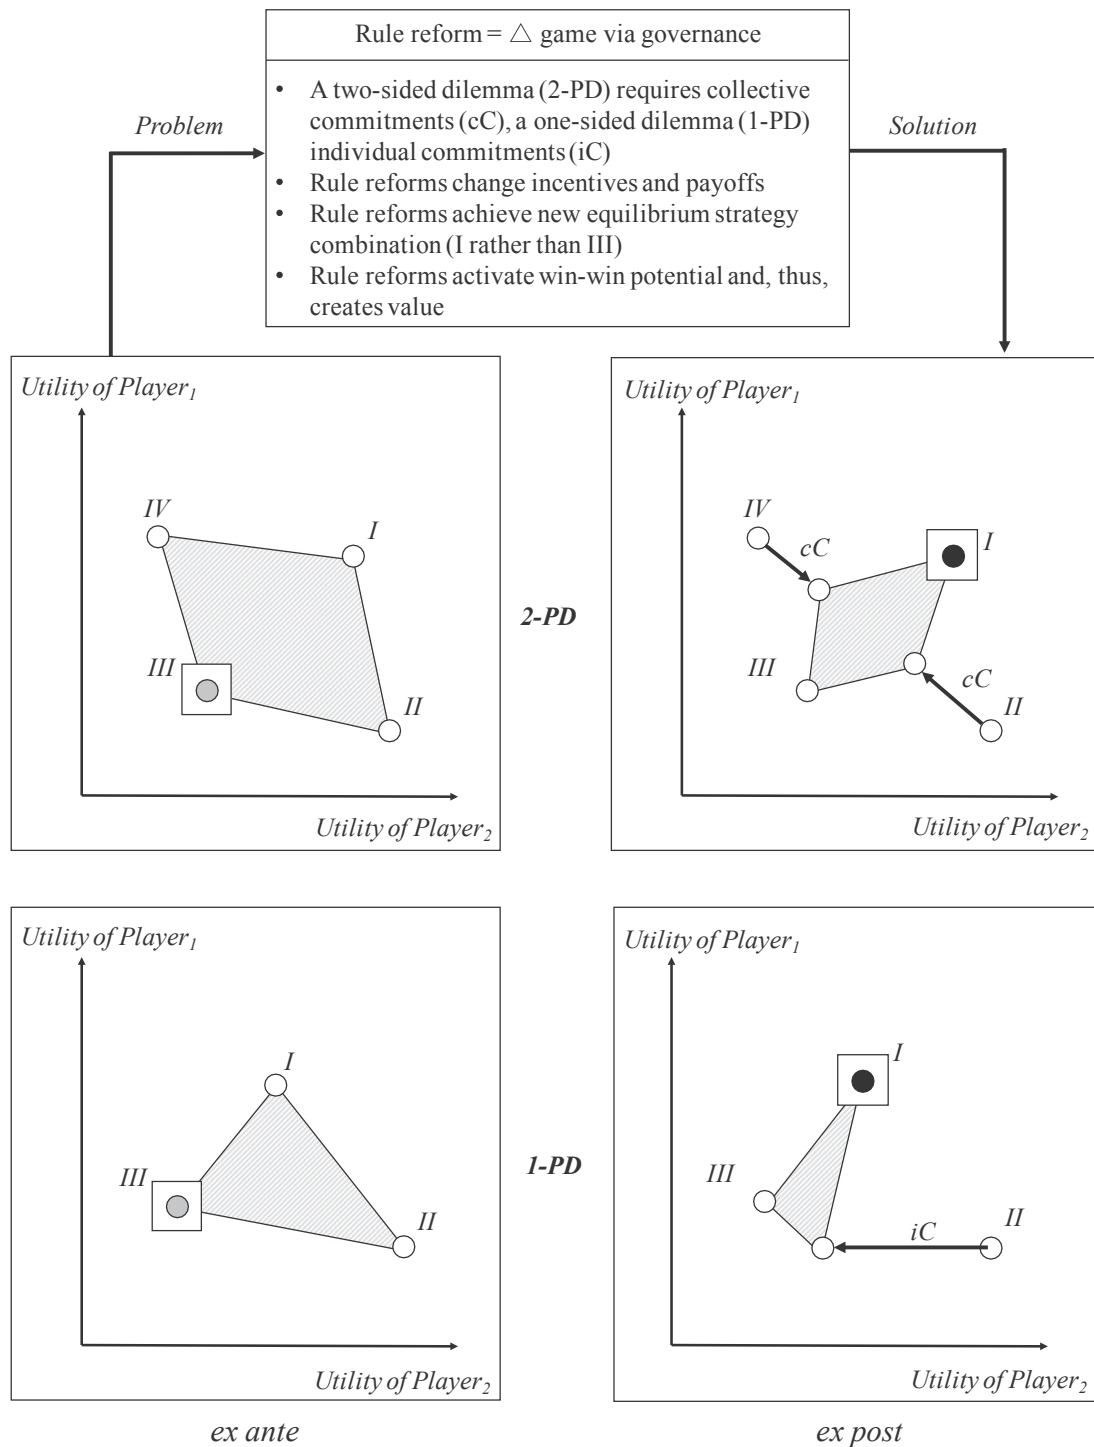 Rule reform = △ game via governance
Problem
• A two-sided dilemma (2-PD) requires collective
commitments (cC), a one-sided dilemma (1-PD)
individual commitments (iC)
• Rule reforms change incentives and payoffs
• Rule reforms achieve new equilibrium strategy
combination (I rather than III)
• Rule reforms activate win-win potential and, thus,
creates value
Solution
Utility of Player1
IV
I
III
II
Utility of Player2
2-PD
Utility of Player1
IV
cC
I
III
cC
II
Utility of Player2
Utility of Player1
I
III
II
Utility of Player2
1-PD
Utility of Player1
I
III
II
iC
Utility of Player2
ex ante
ex post